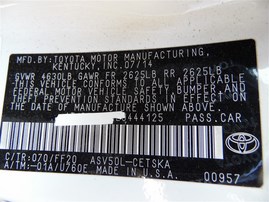 MFD.BY:TOYOTA MOTOR MANUFACTURING,
KENTUCKY,INC.07/14
GVWR 4630LB GAWR FR 2625LB RR 2625LB
THIS VEHICLE CONFORMS TO ALL APPLICABLE
FEDERAL MOTOR VEHICLE SAFETY,BUMPER,AND
THEFT PREVENTION STANDARDS IN EFFECT ON
THE DATE OF MANUFACTURE SHOWN ABOVE.
444125 PASS.CAR
C/TR:070/FF20 ASV50L-CETSKA
A/TM:-01A/U760E MADE IN U.S.A.
TOYOTA
00957